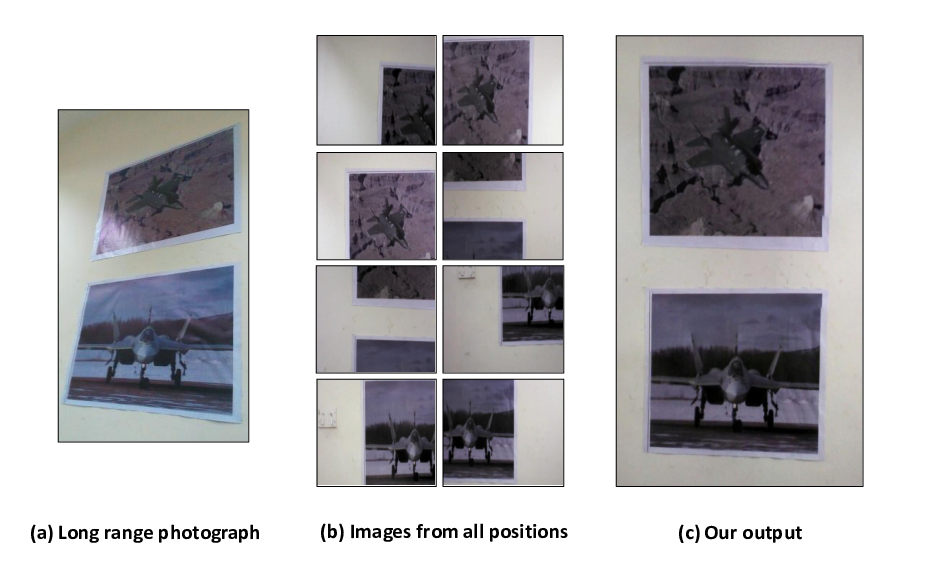 (a) Long range photograph
(b) Images from all positions
(c) Our output